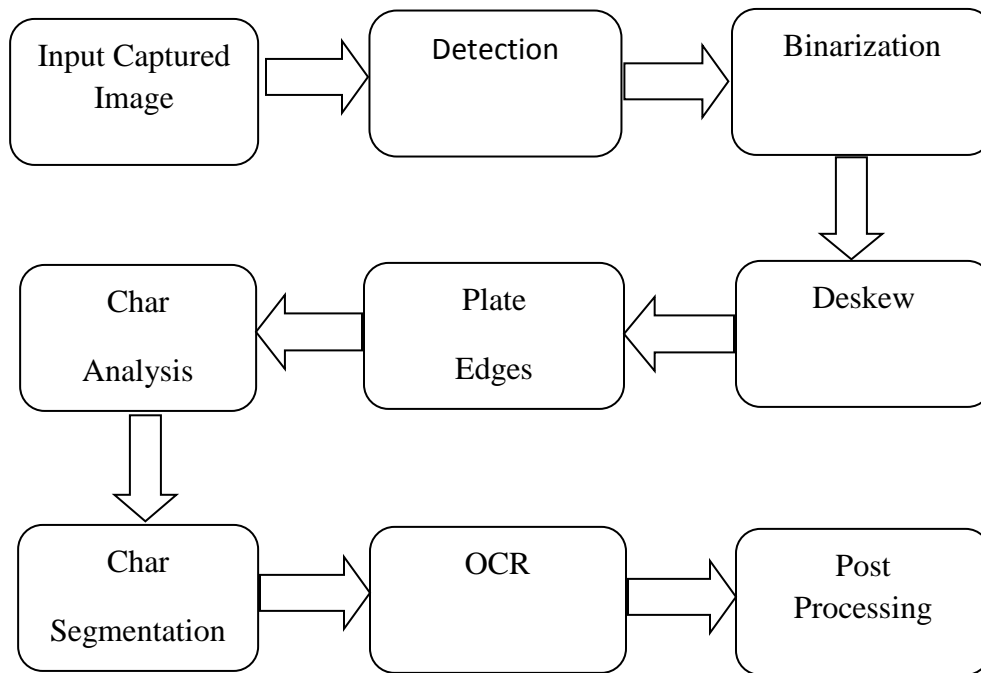 Input Captured
Image
Detection
Binarization
Deskew
Plate
Edges
Char
Analysis
Char
Segmentation
OCR
Post
Processing